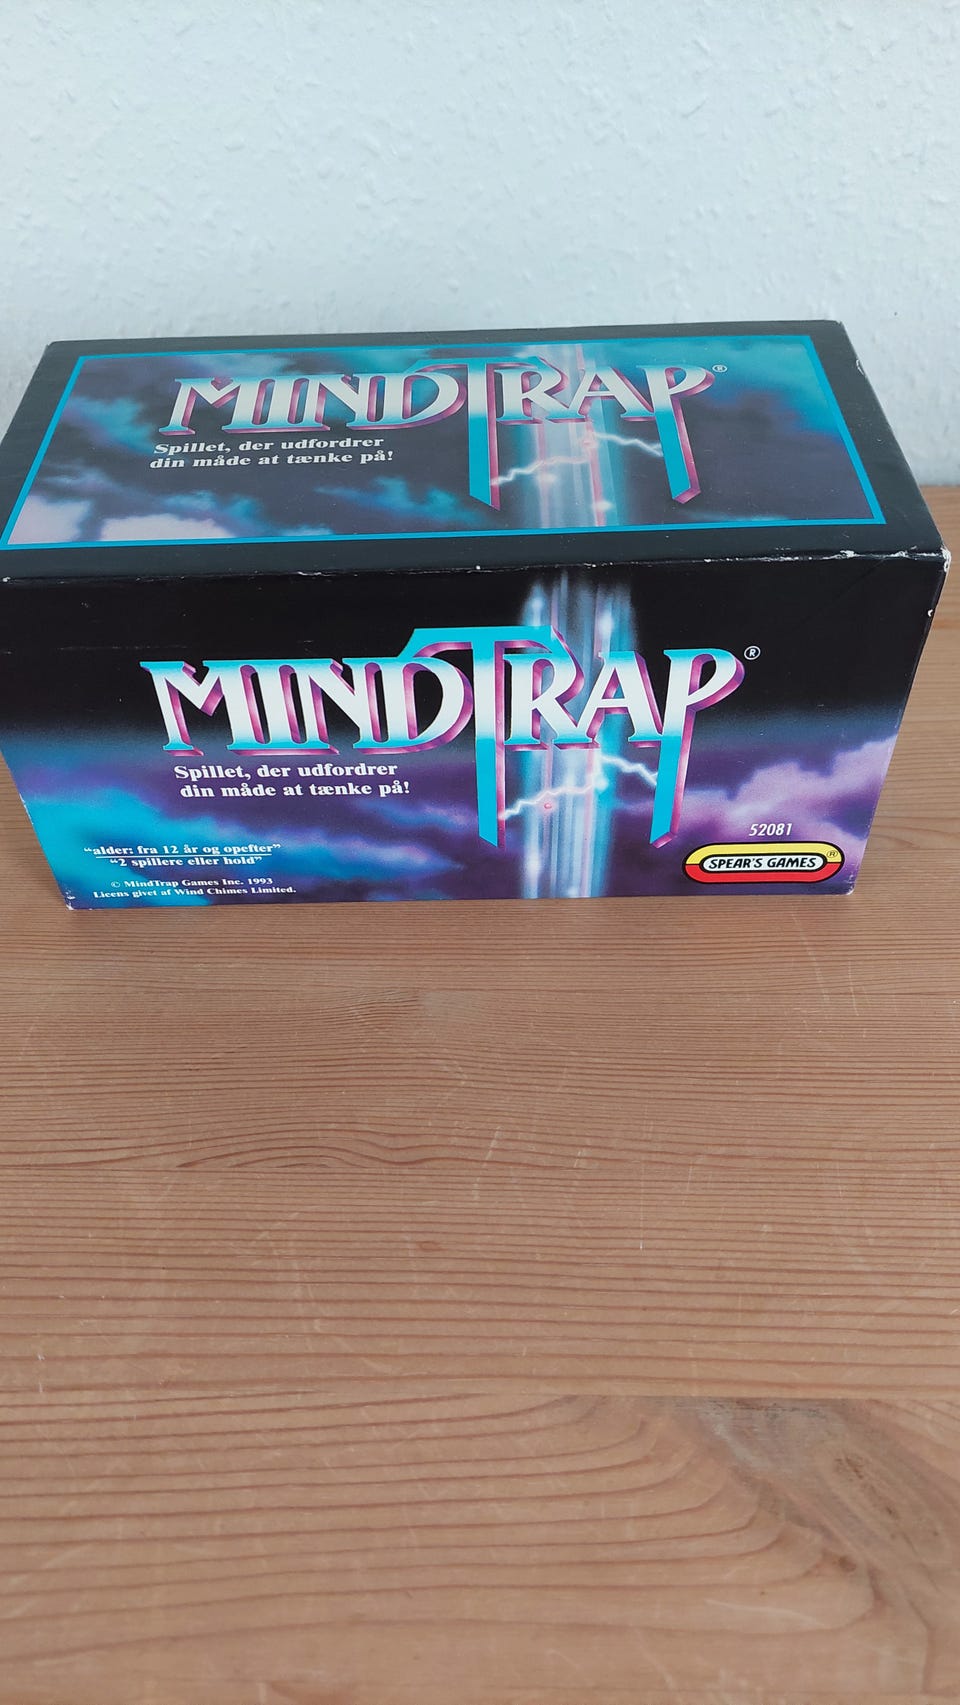 MINDTRAP®
Spillet, der udfordrer
din måde at tænke på!
MINDTRAP®
Spillet, der udfordrer
din måde at tænke på!
52081
"alder: fra 12 år og opefter"
"2 spillere eller hold"
SPEAR'S GAMES®
© MindTrap Games Inc. 1993
Licens givet af Wind Chimes Limited.